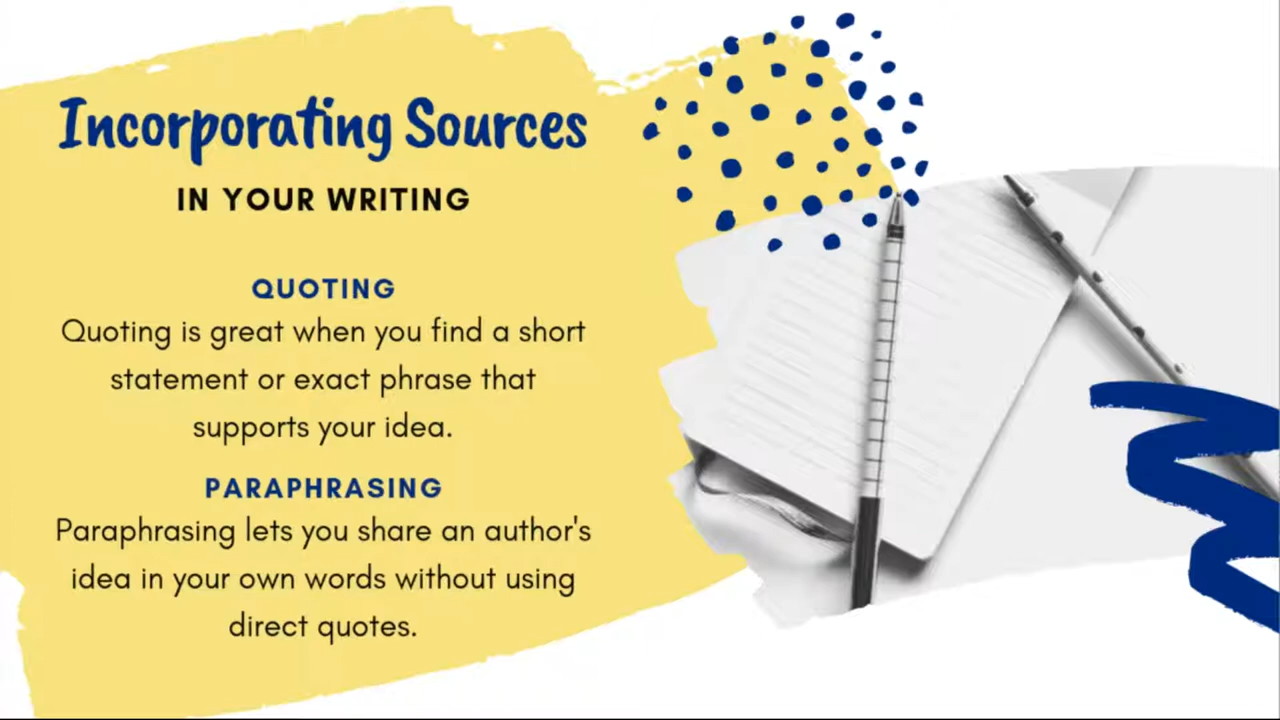 Incorporating Sources
IN YOUR WRITING
QUOTING
Quoting is great when you find a short
statement or exact phrase that
supports your idea.
PARAPHRASING
Paraphrasing lets you share an author's
idea in your own words without using
direct quotes.